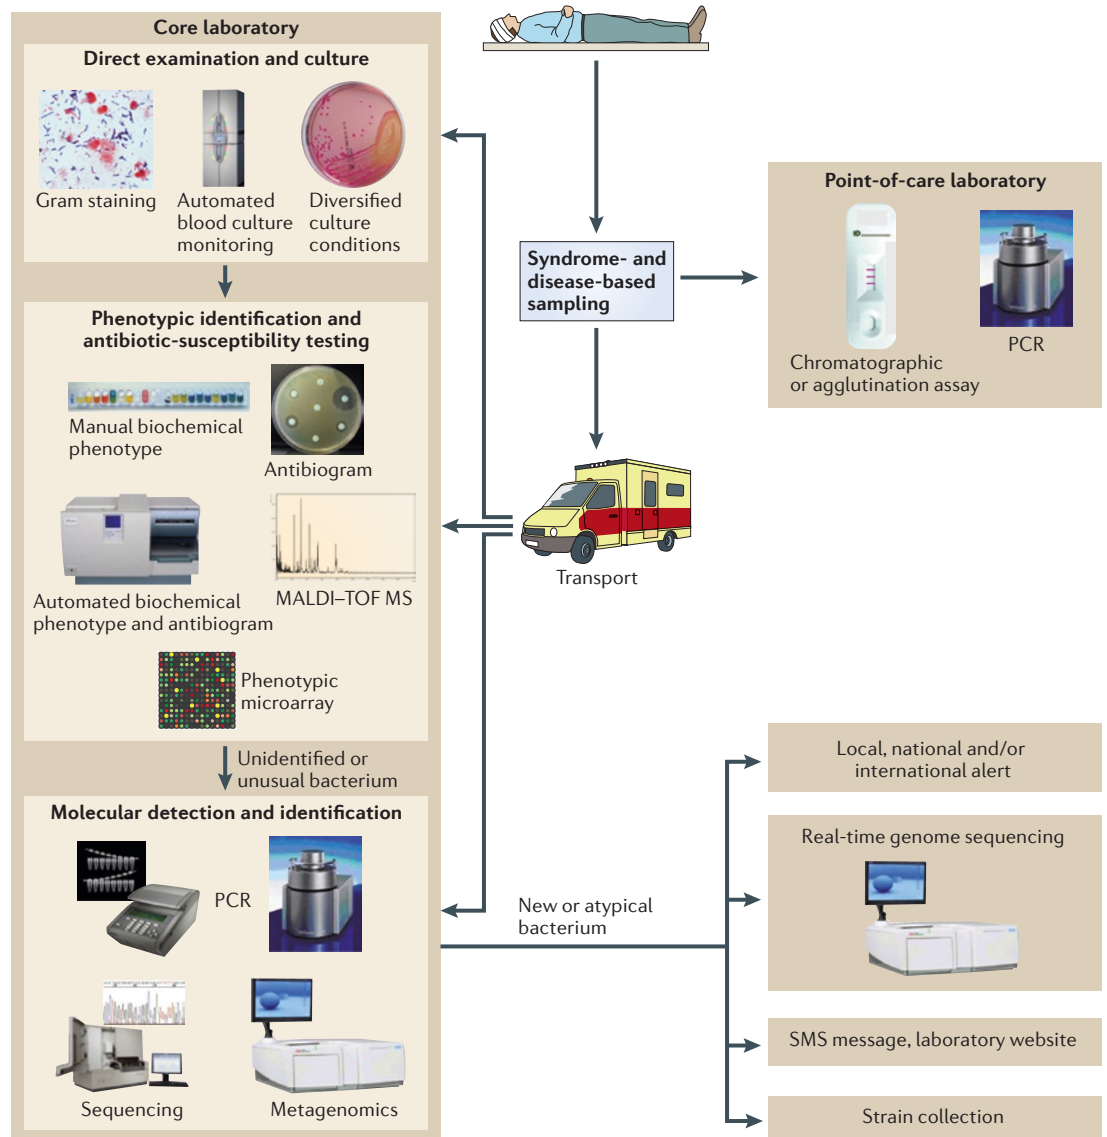 Core laboratory
Direct examination and culture
Gram staining
Automated
blood culture
monitoring
Diversified
culture
conditions
Phenotypic identification and
antibiotic-susceptibility testing
Manual biochemical
phenotype
Antibiogram
Automated biochemical
phenotype and antibiogram
MALDI–TOF MS
Phenotypic
microarray
Unidentified or
unusual bacterium
Molecular detection and identification
PCR
Sequencing
Metagenomics
Syndrome- and
disease-based
sampling
Transport
Point-of-care laboratory
Chromatographic
or agglutination assay
PCR
New or atypical
bacterium
Local, national and/or
international alert
Real-time genome sequencing
SMS message, laboratory website
Strain collection